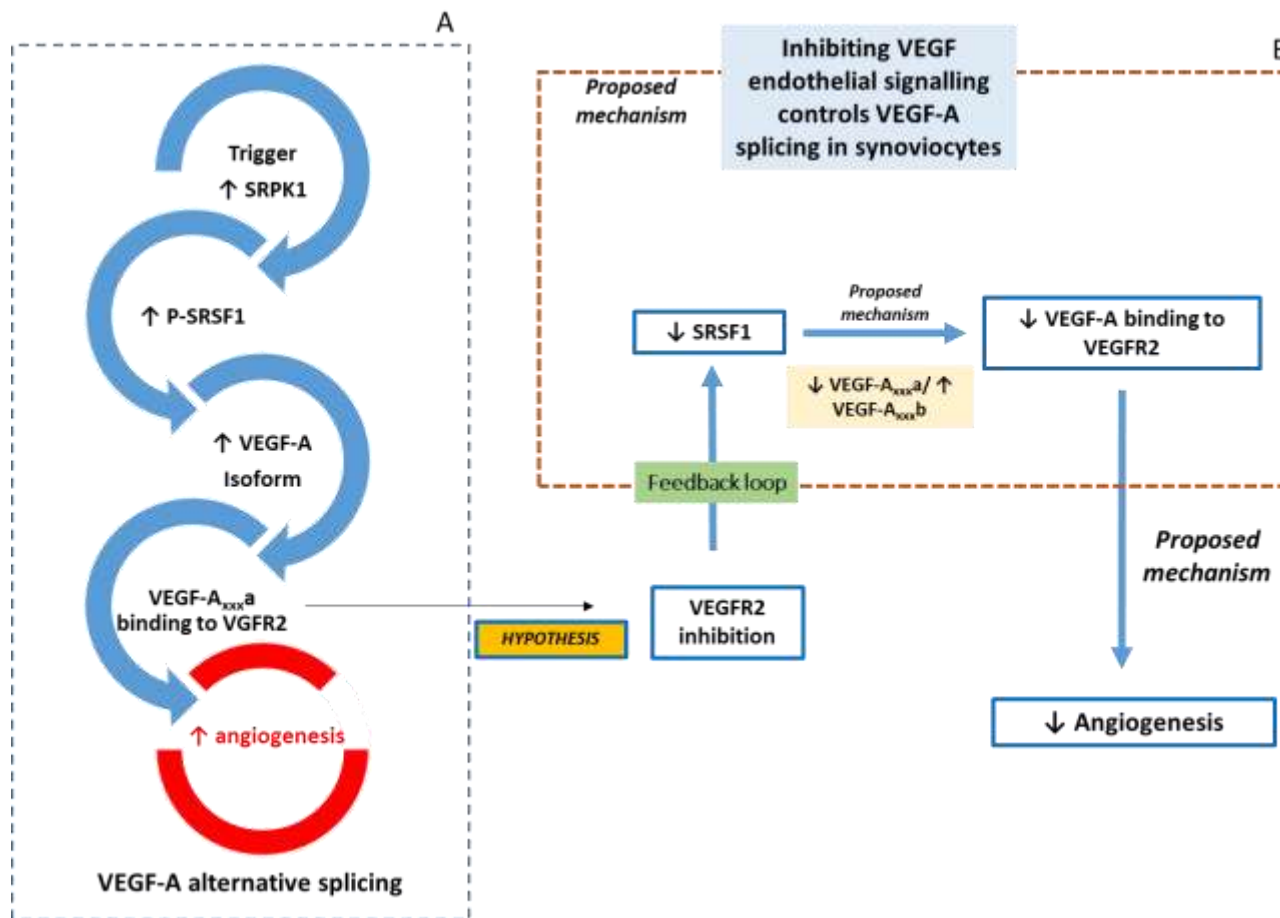 A
Trigger
↑ SRPK1
↑ P-SRSF1
↑ VEGF-A
Isoform
VEGF-Axxxa
binding to VGFR2
↑ angiogenesis
VEGF-A alternative splicing
HYPOTHESIS
Proposed
mechanism
Inhibiting VEGF
endothelial signalling
controls VEGF-A
splicing in synoviocytes
↓ SRSF1
Proposed
mechanism
↓ VEGF-Axxxa/ ↑
VEGF-Axxxb
↓ VEGF-A binding to
VEGFR2
Feedback loop
VEGFR2
inhibition
Proposed
mechanism
↓ Angiogenesis